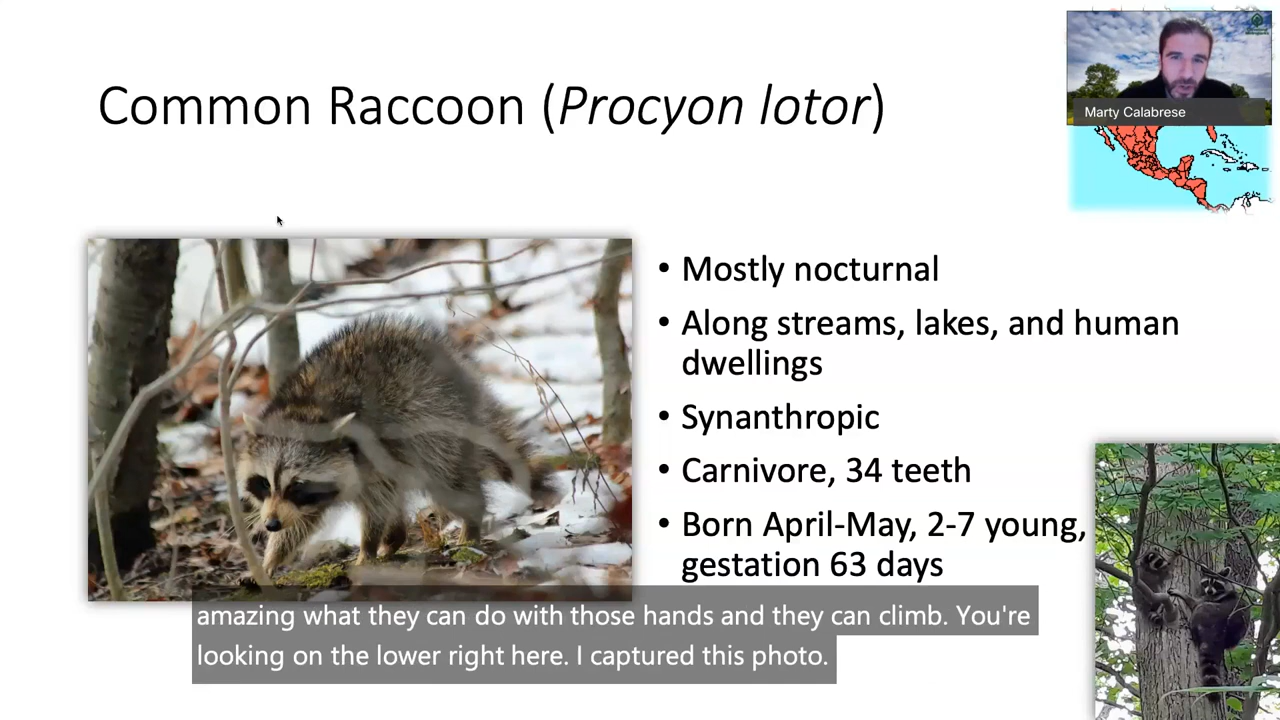 Common Raccoon (Procyon lotor)
Marty Calabrese
• Mostly nocturnal
• Along streams, lakes, and human
dwellings
• Synanthropic
• Carnivore, 34 teeth
• Born April-May, 2-7 young,
gestation 63 days
amazing what they can do with those hands and they can climb. You're
looking on the lower right here. I captured this photo.